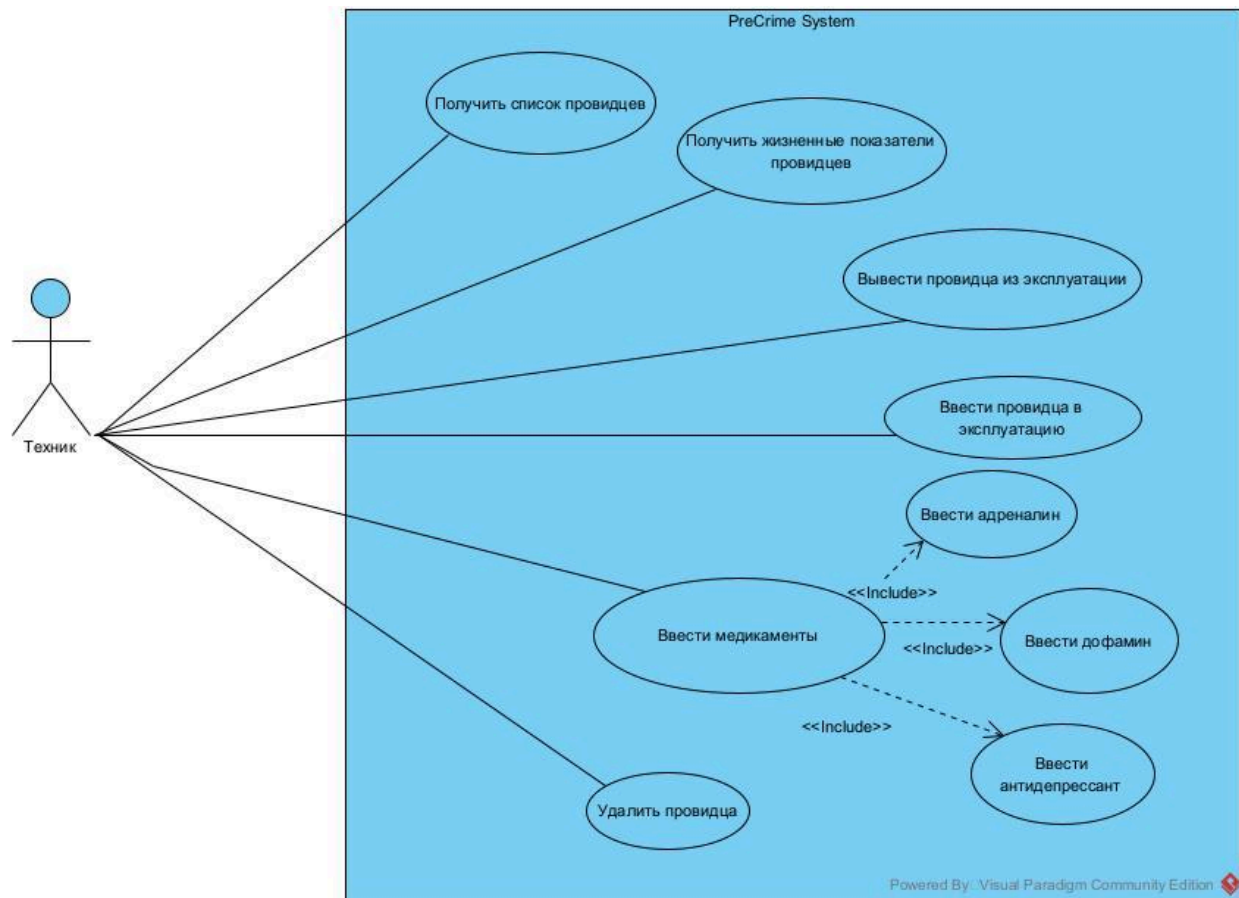 PreCrime System
Получить список провидцев
Получить жизненные показатели
провидцев
Вывести провидца из эксплуатации
Ввести провидца в
эксплуатацию
Техник
Ввести адреналин
<<Include>>
Ввести медикаменты
Ввести дофамин
<<Include>>
<<Include>>
Ввести
антидепрессант
Удалить провидца
Powered By: Visual Paradigm Community Edition